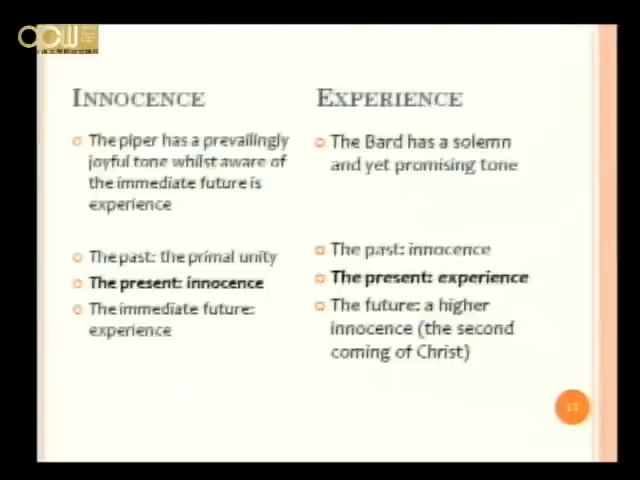 OCW
INNOCENCE
The piper has a prevailingly
joyful tone whilst aware of
the immediate future is
experience
The past: the primal unity
The present: innocence
The immediate future:
experience
EXPERIENCE
The Bard has a solemn
and yet promising tone
The past: innocence
The present: experience
The future: a higher
innocence (the second
coming of Christ)